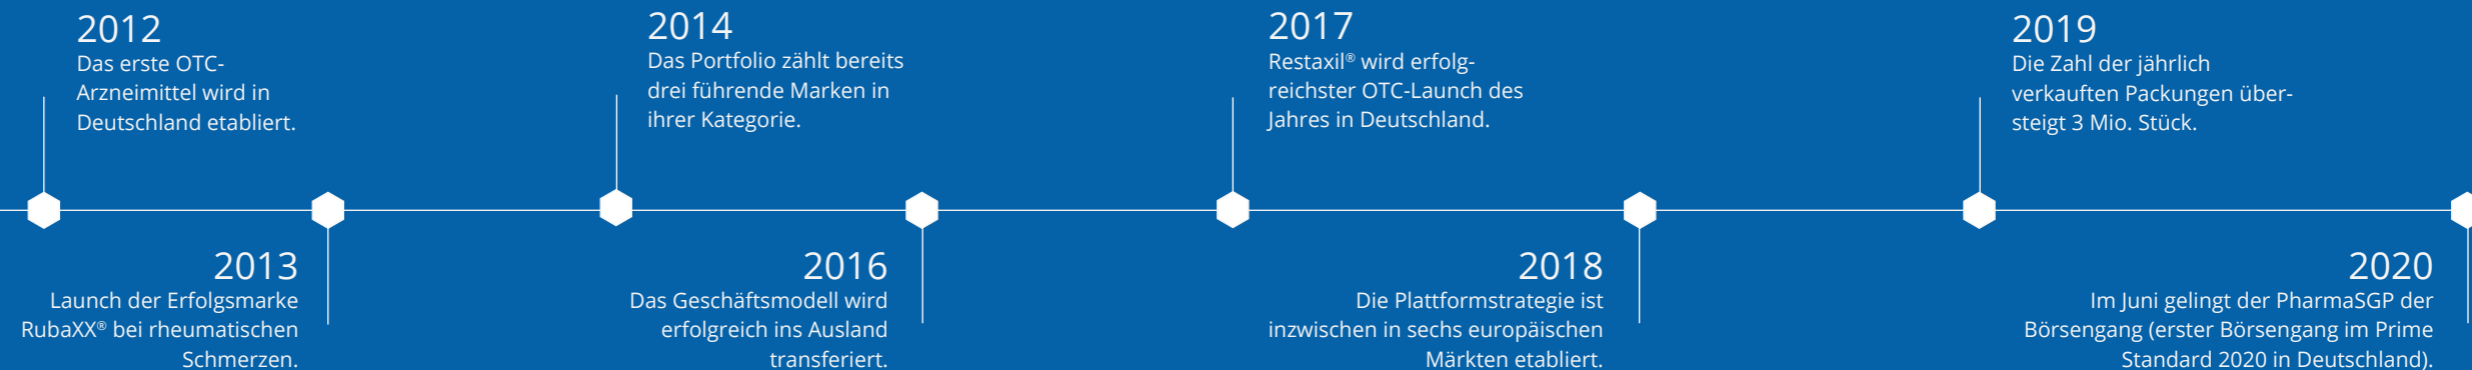 2012
Das erste OTC-
Arzneimittel wird in
Deutschland etabliert.
2013
Launch der Erfolgsmarke
RubaXX® bei rheumatischen
Schmerzen.
2014
Das Portfolio zählt bereits
drei führende Marken in
ihrer Kategorie.
2016
Das Geschäftsmodell wird
erfolgreich ins Ausland
transferiert.
2017
Restaxil® wird erfolg-
reichster OTC-Launch des
Jahres in Deutschland.
2018
Die Plattformstrategie ist
inzwischen in sechs europäischen
Märkten etabliert.
2019
Die Zahl der jährlich
verkauften Packungen über-
steigt 3 Mio. Stück.
2020
Im Juni gelingt der PharmaSGP der
Börsengang (erster Börsengang im Prime
Standard 2020 in Deutschland).